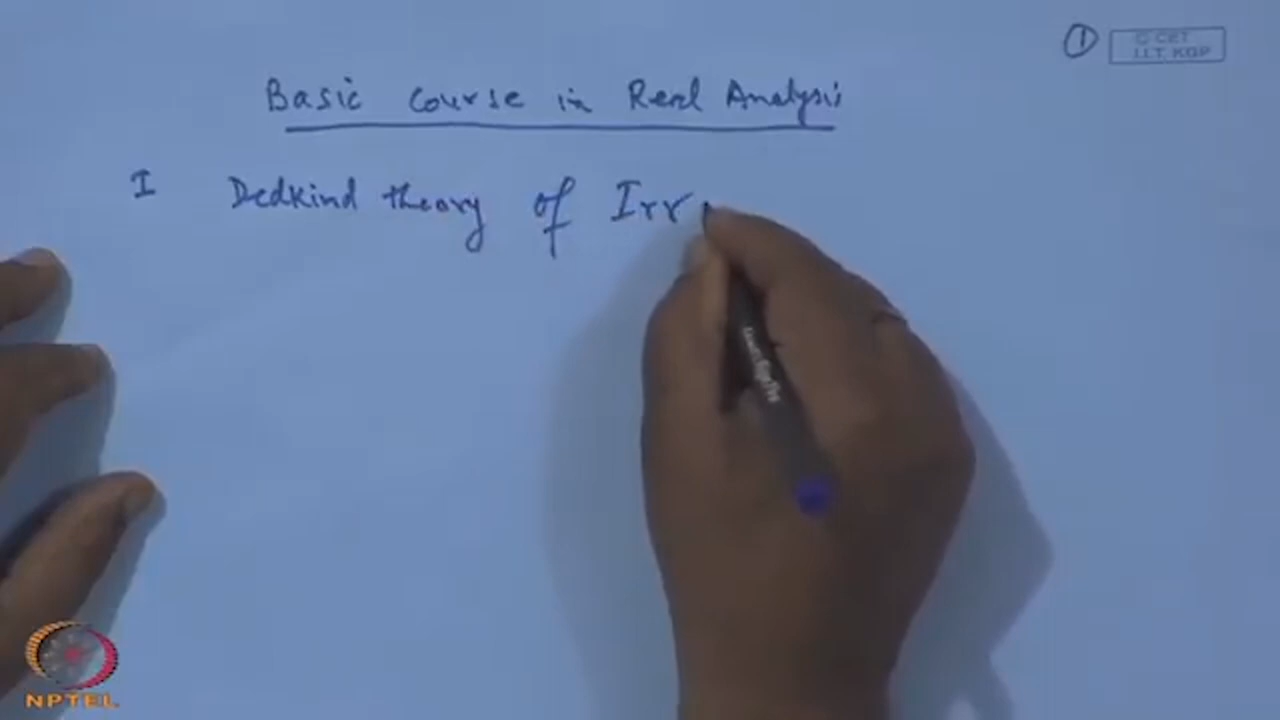 ① © CET
I.I.T. KGP
Basic Course in Real Analysis
I Dedkind theory of Irr
NPTEL